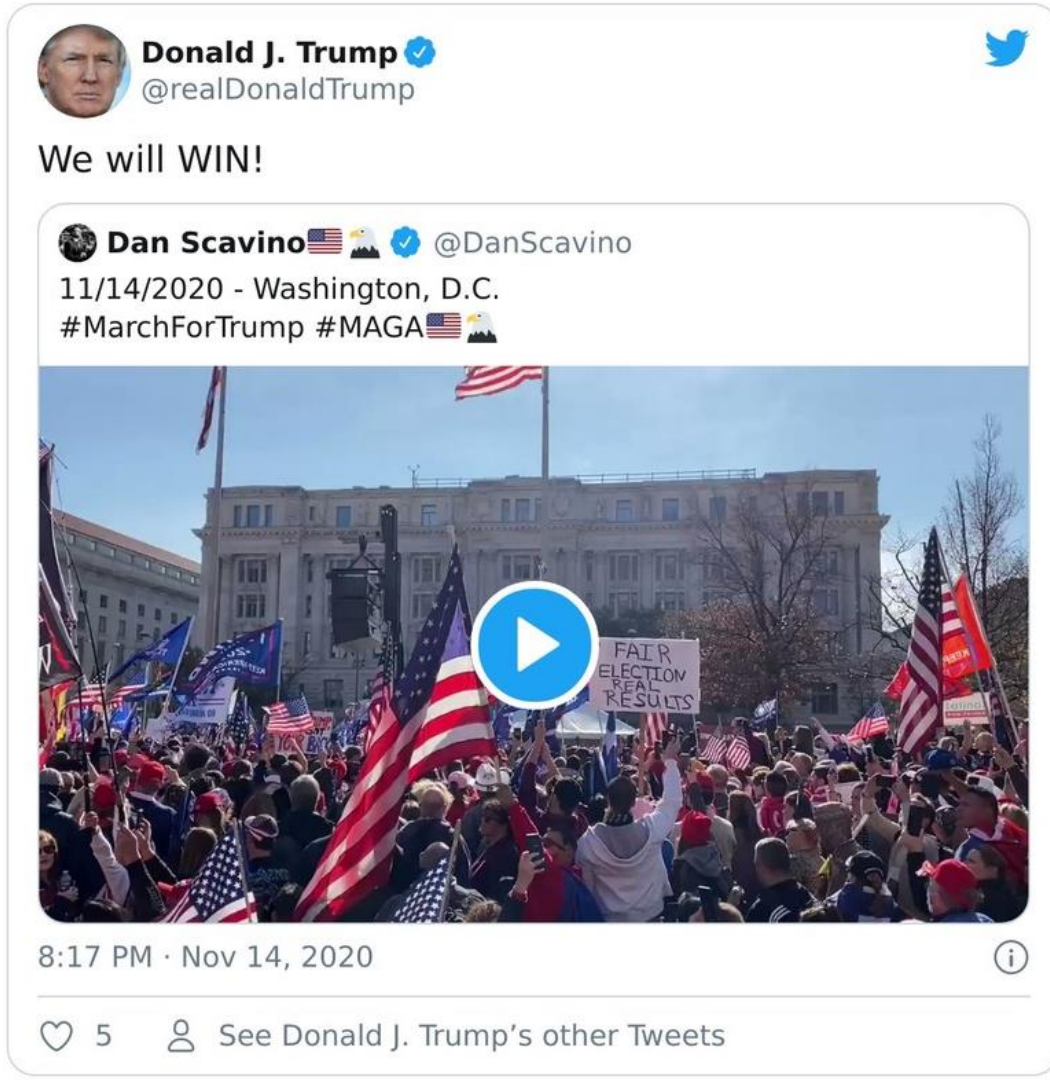 Donald J. Trump
@realDonaldTrump
We will WIN!
Dan Scavino🇺🇸🦅 @DanScavino
11/14/2020 - Washington, D.C.
#MarchForTrump #MAGA🇺🇸🦅
FAIR
ELECTION
REAL
RESULTS
8:17 PM · Nov 14, 2020
5 See Donald J. Trump’s other Tweets